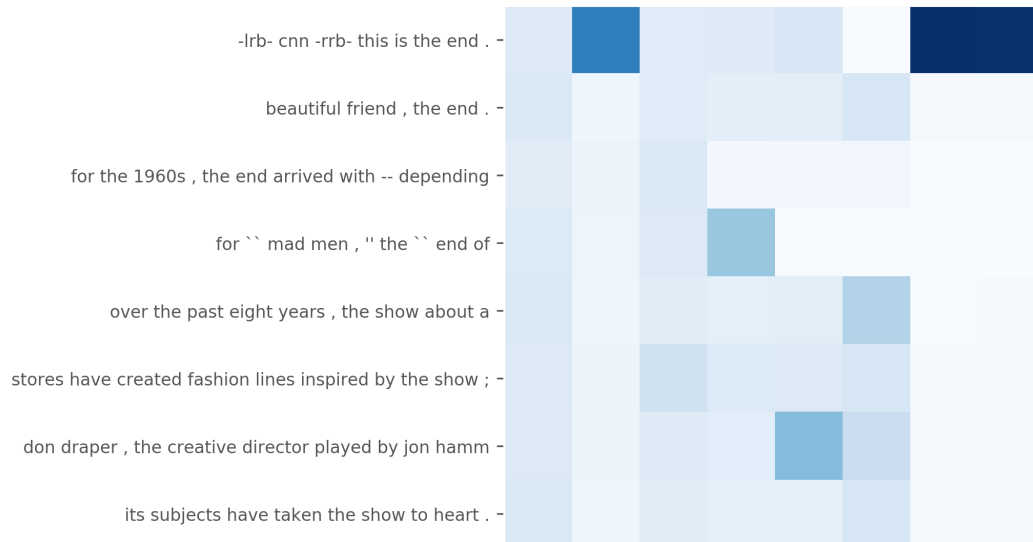 -lrb- cnn -rrb- this is the end .
beautiful friend , the end .
for the 1960s , the end arrived with -- depending
for `` mad men , '' the `` end of
over the past eight years , the show about a
stores have created fashion lines inspired by the show ;
don draper , the creative director played by jon hamm
its subjects have taken the show to heart .